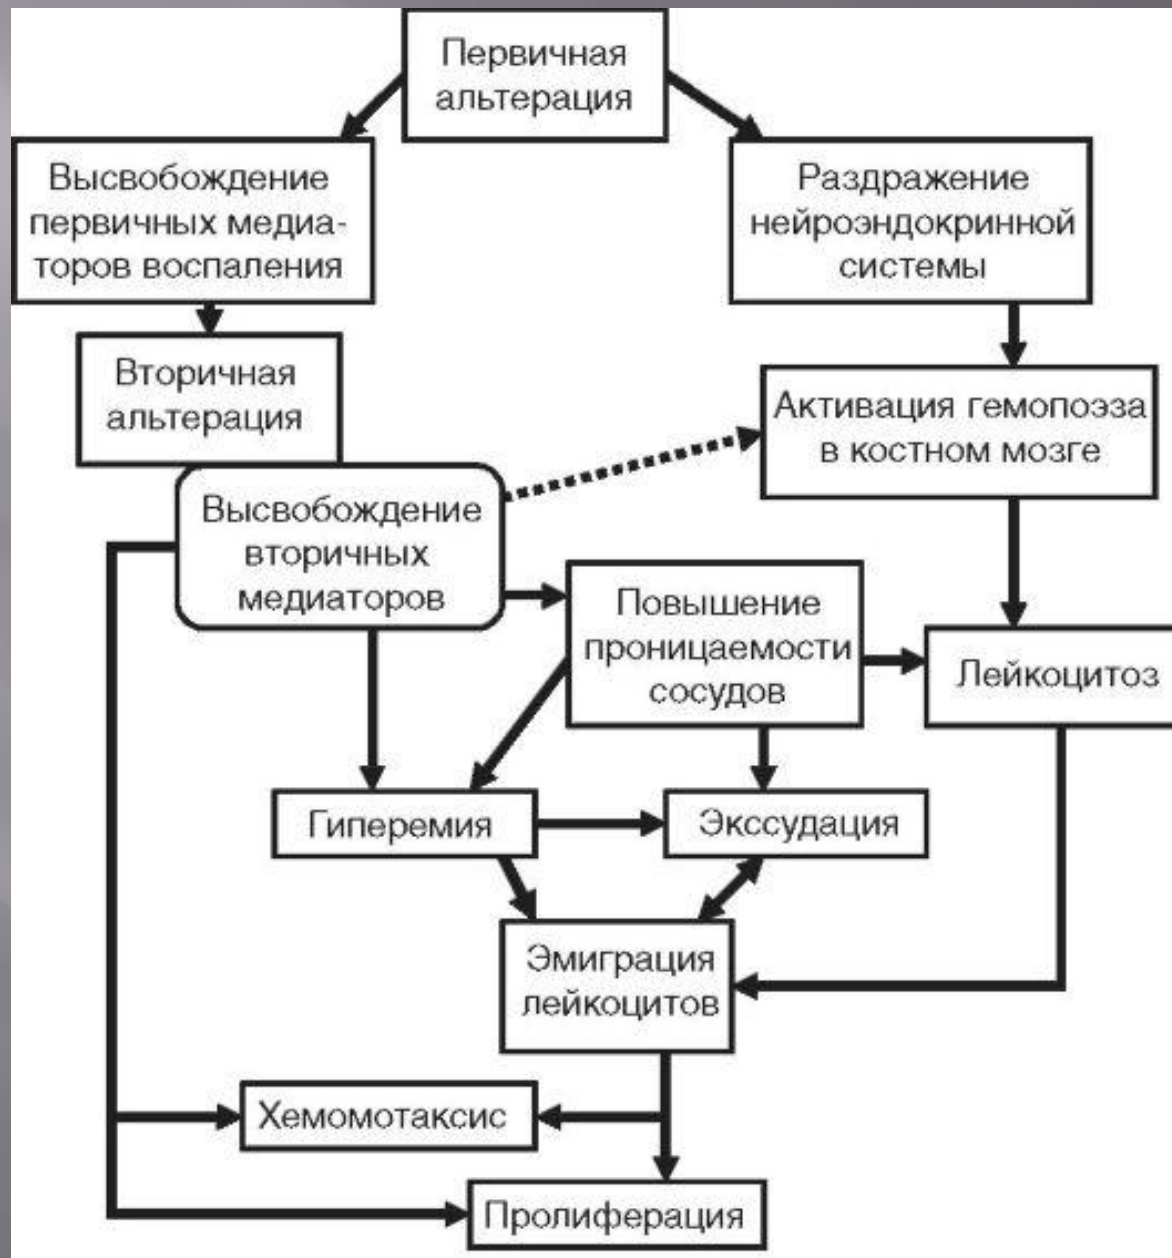 Первичная
альтерация
Высвобождение
первичных медиа-
торов воспаления
Раздражение
нейроэндокринной
системы
Вторичная
альтерация
Активация гемопоэза
в костном мозге
Высвобождение
вторичных
медиаторов
Повышение
проницаемости
сосудов
Лейкоцитоз
Гиперемия
Экссудация
Эмиграция
лейкоцитов
Хемомотаксис
Пролиферация